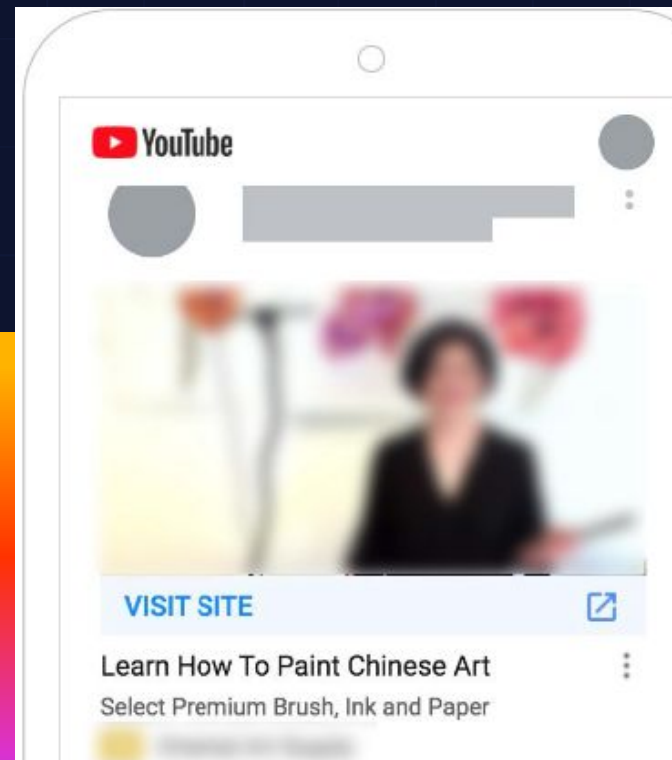 YouTube
VISIT SITE
Learn How To Paint Chinese Art
Select Premium Brush, Ink and Paper